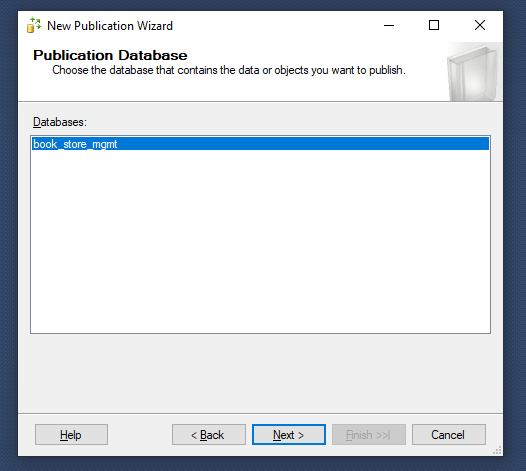 New Publication Wizard
Publication Database
Choose the database that contains the data or objects you want to publish.
Databases:
book_store_mgmt
Help
< Back
Next >
Finish >>|
Cancel